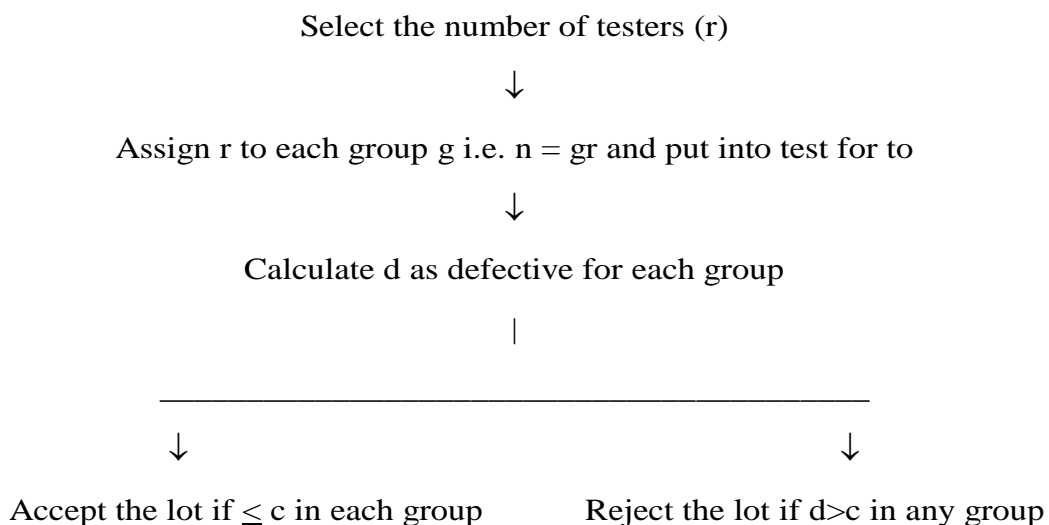 Select the number of testers (r)
↓
Assign r to each group g i.e. n = gr and put into test for to
↓
Calculate d as defective for each group
|
↓ ↓
Accept the lot if ≤ c in each group Reject the lot if d>c in any group